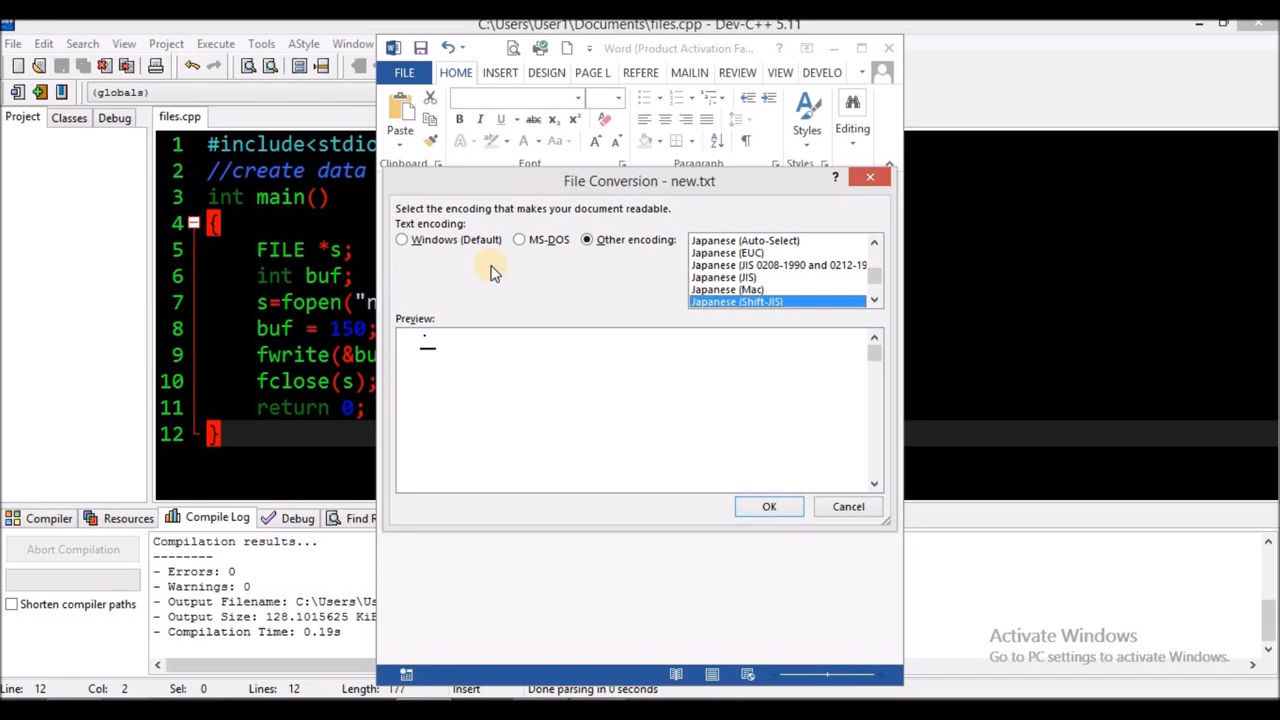 C:\Users\User1\Documents\files.cpp - Dev-C++ 5.11
File Edit Search View Project Execute Tools AStyle Window
(globals)
Project Classes Debug
files.cpp
1 #include<stdio
2 //create data
3 int main()
4 {
5 FILE *s;
6 int buf;
7 s=fopen("n
8 buf = 150;
9 fwrite(&bu
10 fclose(s);
11 return 0;
12 }
Word (Product Activation Fa...
FILE HOME INSERT DESIGN PAGE L REFERE MAILIN REVIEW VIEW DEVELO
Paste
Styles
Editing
Clipboard Font Paragraph Styles
File Conversion - new.txt
Select the encoding that makes your document readable.
Text encoding:
Windows (Default) MS-DOS Other encoding:
Japanese (Auto-Select)
Japanese (EUC)
Japanese (JIS 0208-1990 and 0212-19
Japanese (JIS)
Japanese (Mac)
Japanese (Shift-JIS)
Preview:
OK Cancel
Compiler Resources Compile Log Debug Find R
Abort Compilation
Shorten compiler paths
Compilation results...
--------
- Errors: 0
- Warnings: 0
- Output Filename: C:\Users\Us
- Output Size: 128.1015625 KiB
- Compilation Time: 0.19s
Activate Windows
Go to PC settings to activate Windows.
Line: 12 Col: 2 Sel: 0 Lines: 12 Length: 177 Insert Done parsing in 0 seconds